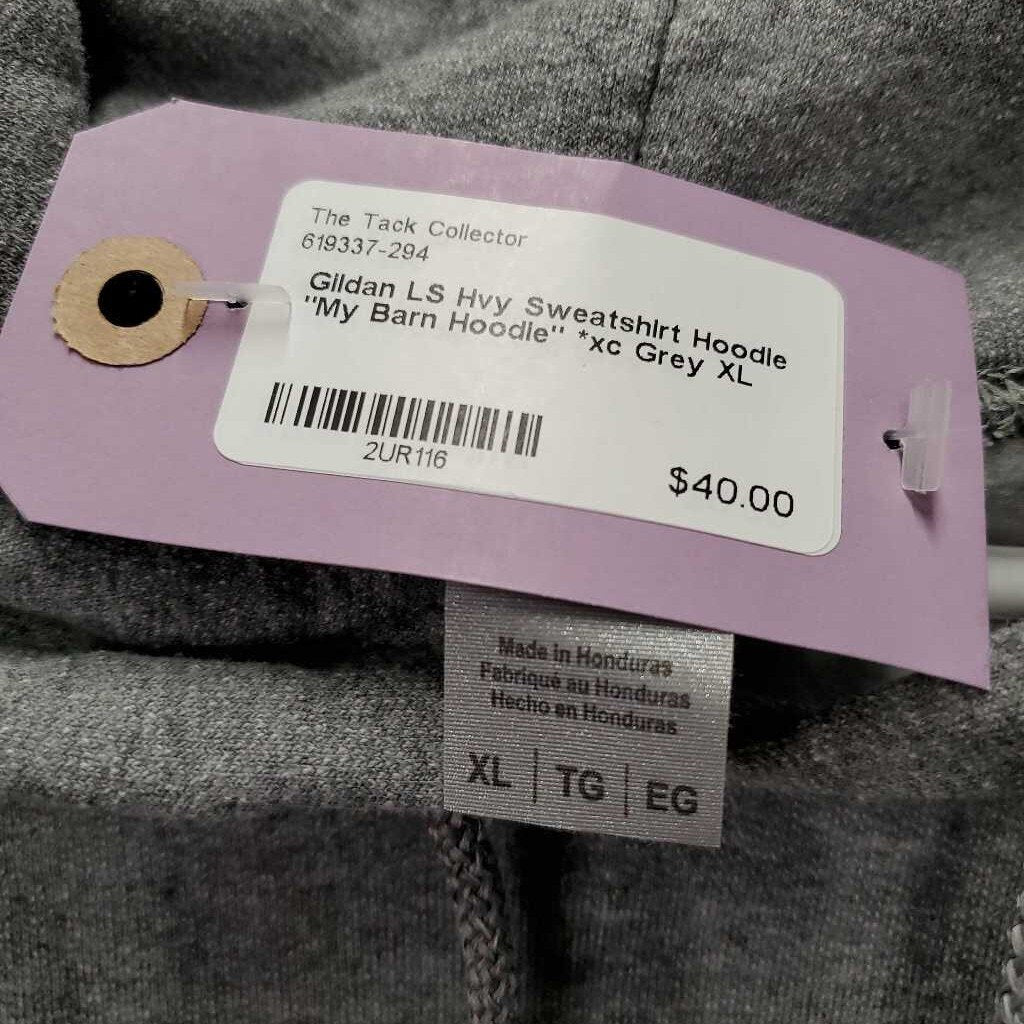 The Tack Collector
619337-294
Gildan LS Hvy Sweatshirt Hoodie
"My Barn Hoodie" *xc Grey XL
2UR116
$40.00
Made in Honduras
Fabriqué au Honduras
Hecho en Honduras
XL | TG | EG